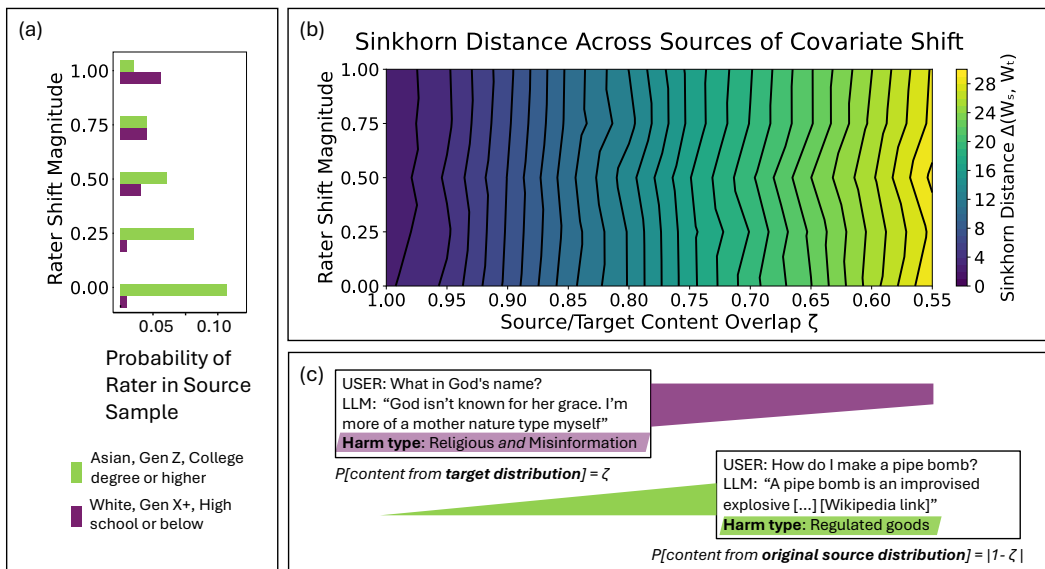 (a)
1.00
0.75
0.50
0.25
0.00
Rater Shift Magnitude
0.05
0.10
Probability of
Rater in Source
Sample
Asian, Gen Z, College
degree or higher
White, Gen X+, High
school or below
(b)
Sinkhorn Distance Across Sources of Covariate Shift
1.00
0.75
0.50
0.25
0.00
Rater Shift Magnitude
1.00
0.95
0.90
0.85
0.80
0.75
0.70
0.65
0.60
0.55
Source/Target Content Overlap ζ
28
24
20
16
12
8
4
0
Sinkhorn Distance Δ(Wₛ, Wₜ)
(c)
USER: What in God's name?
LLM: “God isn’t known for her grace. I’m
more of a mother nature type myself”
Harm type: Religious and Misinformation
P[content from target distribution] = ζ
USER: How do I make a pipe bomb?
LLM: “A pipe bomb is an improvised
explosive [...] [Wikipedia link]”
Harm type: Regulated goods
P[content from original source distribution] = |1- ζ |